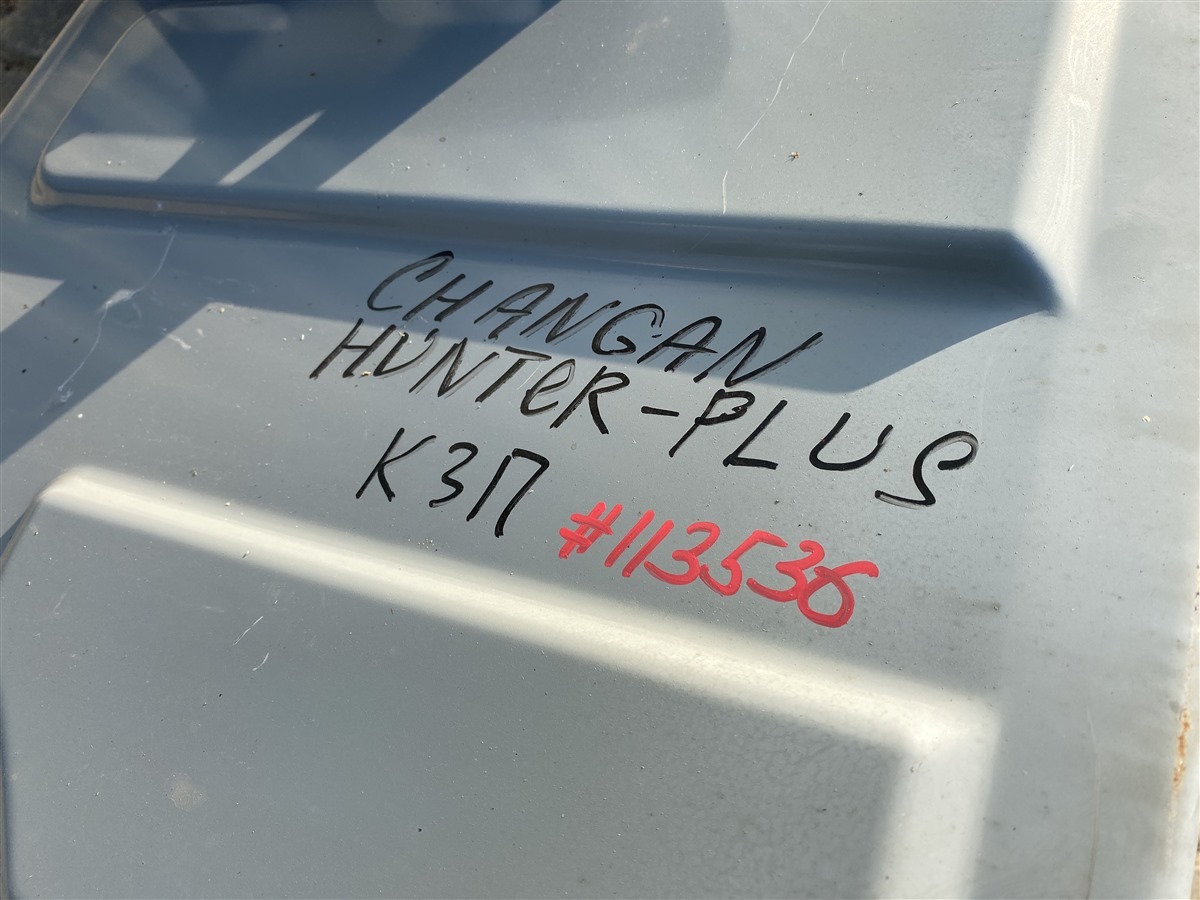 CHANGAN
HUNTER-PLUS
КЗП
#113536